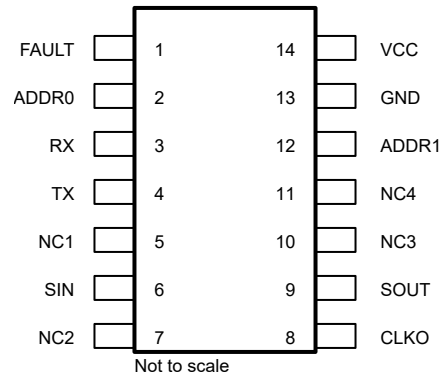 FAULT 1 14 VCC
ADDR0 2 13 GND
RX 3 12 ADDR1
TX 4 11 NC4
NC1 5 10 NC3
SIN 6 9 SOUT
NC2 7 8 CLKO
Not to scale